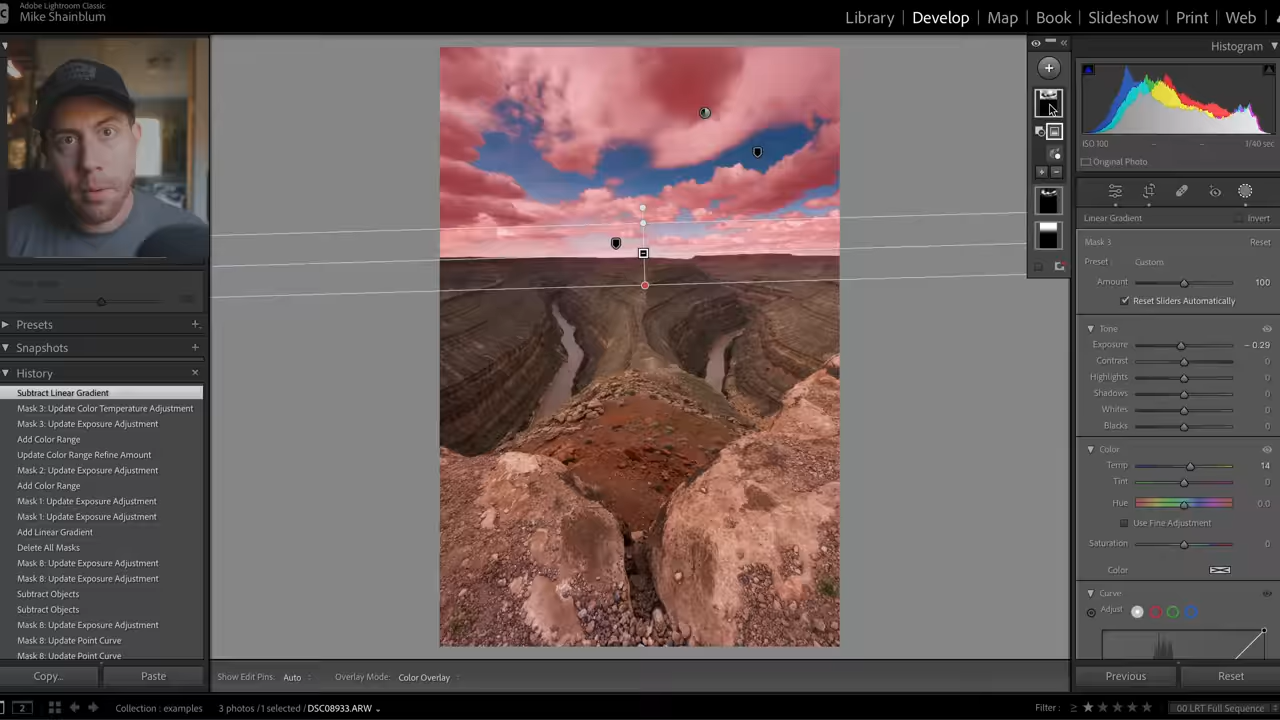 Adobe Lightroom Classic
Mike Shainblum
Library | Develop | Map | Book | Slideshow | Print | Web
Histogram
ISO 100
1/40 sec
Original Photo
Linear Gradient
Invert
Mask 3
Reset
Preset : Custom
Amount 100
Reset Sliders Automatically
Tone
Exposure – 0.29
Contrast 0
Highlights 0
Shadows 0
Whites 0
Blacks 0
Color
Temp 14
Tint 0
Hue 0.0
Use Fine Adjustment
Saturation 0
Color
Curve
Adjust
Previous
Reset
Presets
Snapshots
History
Subtract Linear Gradient
Mask 3: Update Color Temperature Adjustment
Mask 3: Update Exposure Adjustment
Add Color Range
Update Color Range Refine Amount
Mask 2: Update Exposure Adjustment
Add Color Range
Mask 1: Update Exposure Adjustment
Mask 1: Update Exposure Adjustment
Add Linear Gradient
Delete All Masks
Mask 8: Update Exposure Adjustment
Mask 8: Update Exposure Adjustment
Subtract Objects
Subtract Objects
Mask 8: Update Exposure Adjustment
Mask 8: Update Point Curve
Mask 8: Update Point Curve
Copy...
Paste
Show Edit Pins: Auto
Overlay Mode: Color Overlay
2
Collection : examples
3 photos / 1 selected / DSC08933.ARW
Filter :
00 LRT Full Sequence